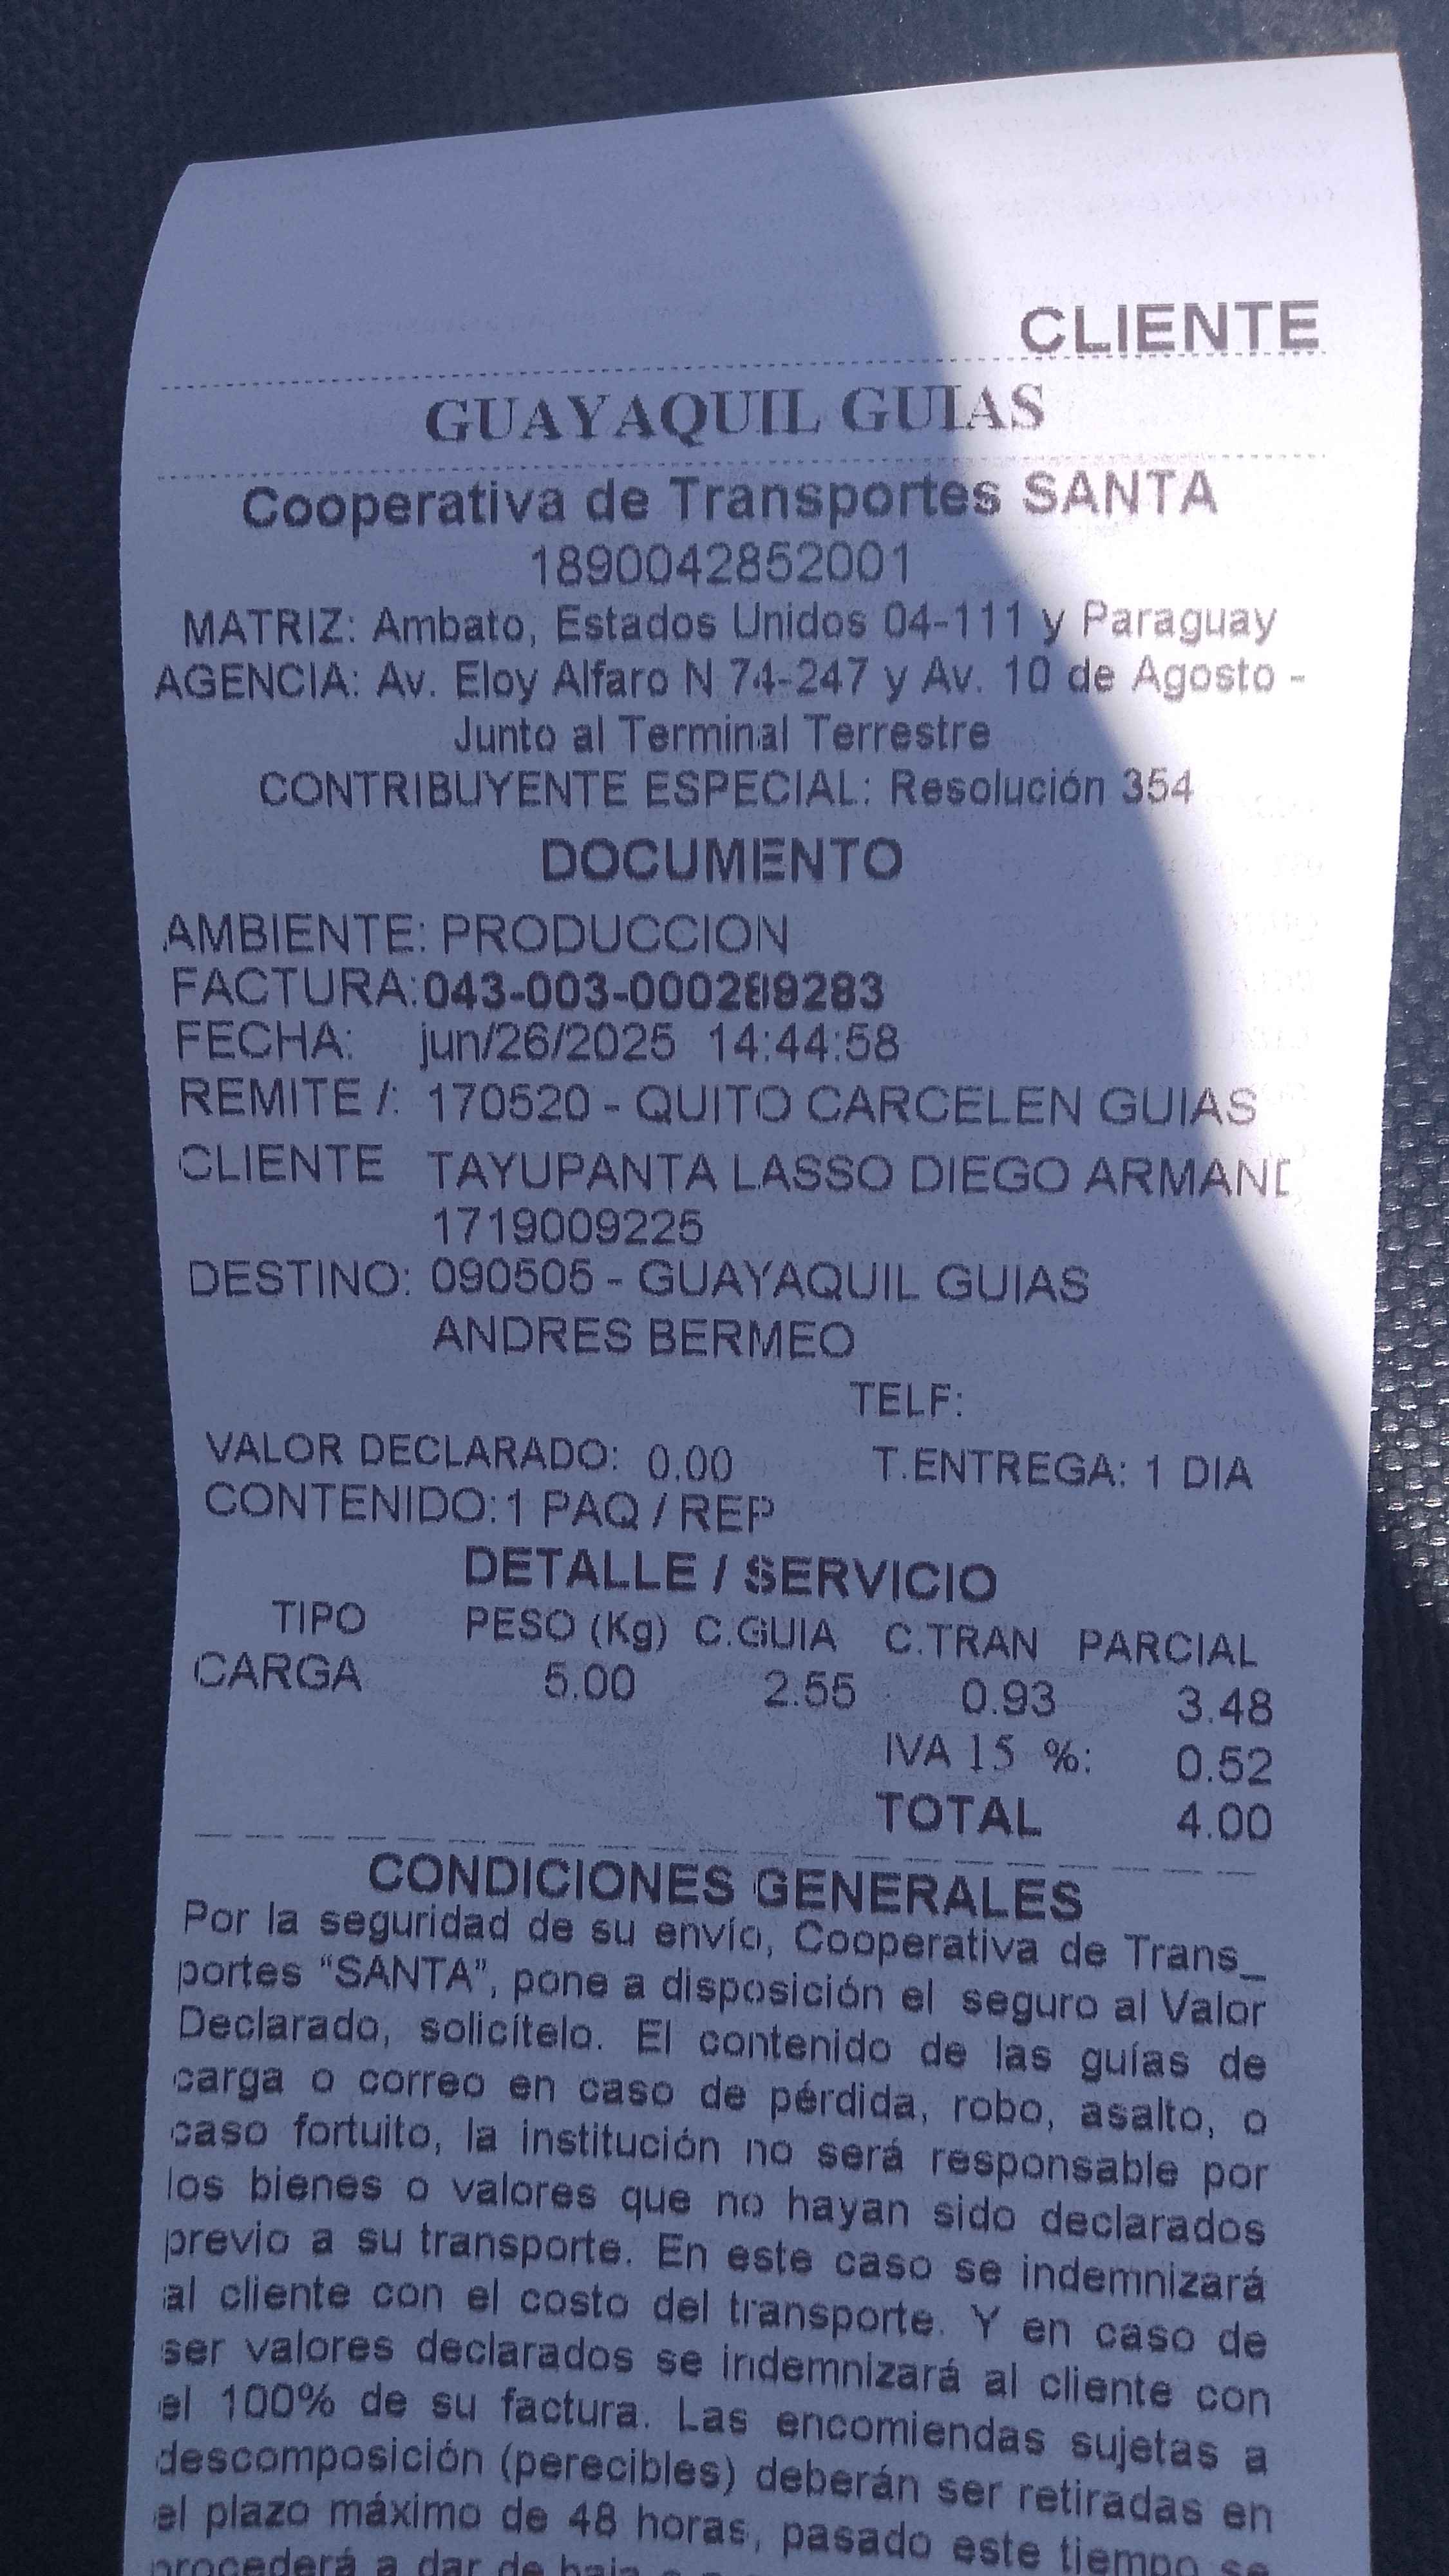 CLIENTE
GUAYAQUIL GUIAS
Cooperativa de Transportes SANTA
1890042852001
MATRIZ: Ambato, Estados Unidos 04-111 y Paraguay
AGENCIA: Av. Eloy Alfaro N 74-247 y Av. 10 de Agosto -
Junto al Terminal Terrestre
CONTRIBUYENTE ESPECIAL: Resolución 354
DOCUMENTO
AMBIENTE: PRODUCCION
FACTURA: 043-003-000289283
FECHA: jun/26/2025 14:44:58
REMITE /: 170520 - QUITO CARCELEN GUIAS
CLIENTE TAYUPANTA LASSO DIEGO ARMAND
1719009225
DESTINO: 090505 - GUAYAQUIL GUIAS
ANDRES BERMEO
TELF:
VALOR DECLARADO: 0.00 T.ENTREGA: 1 DIA
CONTENIDO: 1 PAQ / REP
DETALLE / SERVICIO
TIPO PESO (Kg) C.GUIA C.TRAN PARCIAL
CARGA 5.00 2.55 0.93 3.48
IVA 15 %: 0.52
TOTAL 4.00
CONDICIONES GENERALES
Por la seguridad de su envío, Cooperativa de Trans_
portes “SANTA”, pone a disposición el seguro al Valor
Declarado, solicítelo. El contenido de las guías de
carga o correo en caso de pérdida, robo, asalto, o
caso fortuito, la institución no será responsable por
los bienes o valores que no hayan sido declarados
previo a su transporte. En este caso se indemnizará
al cliente con el costo del transporte. Y en caso de
ser valores declarados se indemnizará al cliente con
el 100% de su factura. Las encomiendas sujetas a
descomposición (perecibles) deberán ser retiradas en
el plazo máximo de 48 horas, pasado este tiempo se
procederá a dar de baja